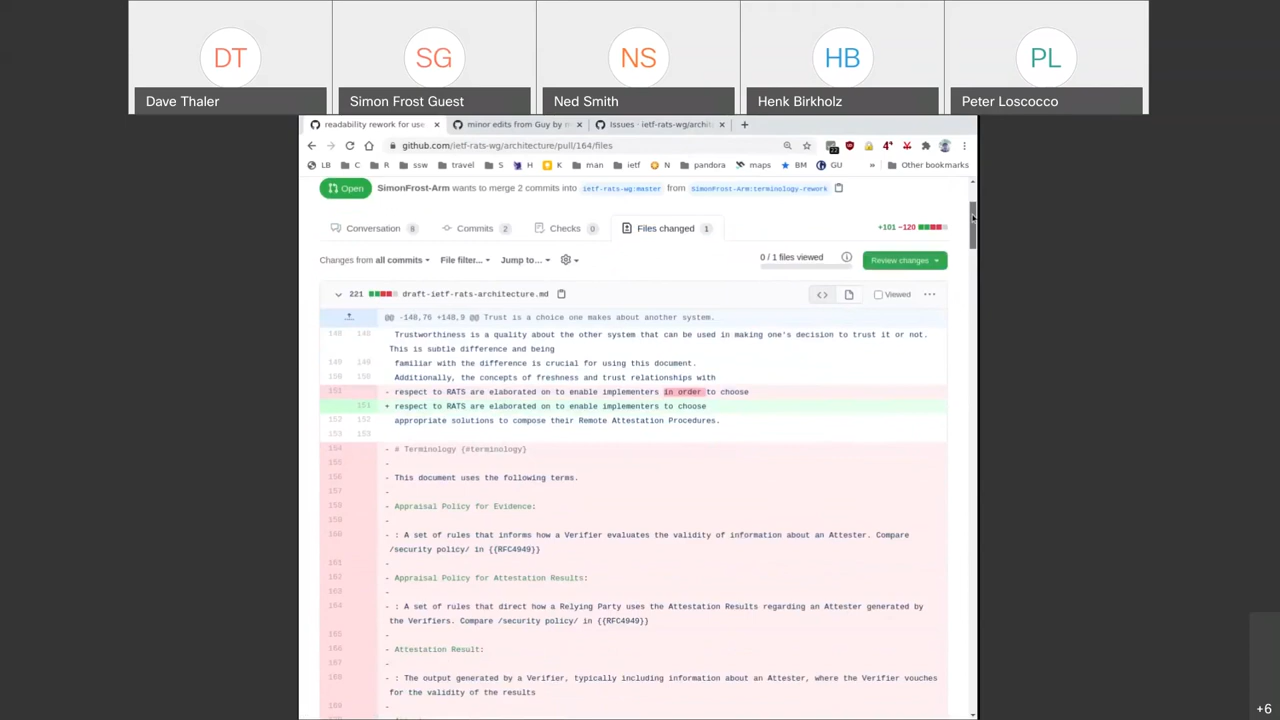 DT
SG
NS
HB
PL
Dave Thaler
Simon Frost Guest
Ned Smith
Henk Birkholz
Peter Loscocco
readability rework for use
minor edits from Guy by m
Issues · ietf-rats-wg/archite
github.com/ietf-rats-wg/architecture/pull/164/files
LB C R ssw travel S H K man ietf N pandora maps BM GU » Other bookmarks
Open SimonFrost-Arm wants to merge 2 commits into ietf-rats-wg:master from SimonFrost-Arm:terminology-rework
Conversation 8 Commits 2 Checks 0 Files changed 1 +101 −120
Changes from all commits File filter... Jump to... 0 / 1 files viewed Review changes
221 draft-ietf-rats-architecture.md Viewed
@@ -148,76 +148,9 @@ Trust is a choice one makes about another system.
148 148 Trustworthiness is a quality about the other system that can be used in making one's decision to trust it or not.
This is subtle difference and being
149 149 familiar with the difference is crucial for using this document.
150 150 Additionally, the concepts of freshness and trust relationships with
151 - respect to RATS are elaborated on to enable implementers in order to choose
151 + respect to RATS are elaborated on to enable implementers to choose
152 152 appropriate solutions to compose their Remote Attestation Procedures.
153 153
154 - # Terminology {#terminology}
155 -
156 - This document uses the following terms.
157 -
158 - Appraisal Policy for Evidence:
159 -
160 - : A set of rules that informs how a Verifier evaluates the validity of information about an Attester. Compare
/security policy/ in {{RFC4949}}
161 -
162 - Appraisal Policy for Attestation Results:
163 -
164 - : A set of rules that direct how a Relying Party uses the Attestation Results regarding an Attester generated by
the Verifiers. Compare /security policy/ in {{RFC4949}}
165 -
166 - Attestation Result:
167 -
168 - : The output generated by a Verifier, typically including information about an Attester, where the Verifier vouches
for the validity of the results
169 -
+6